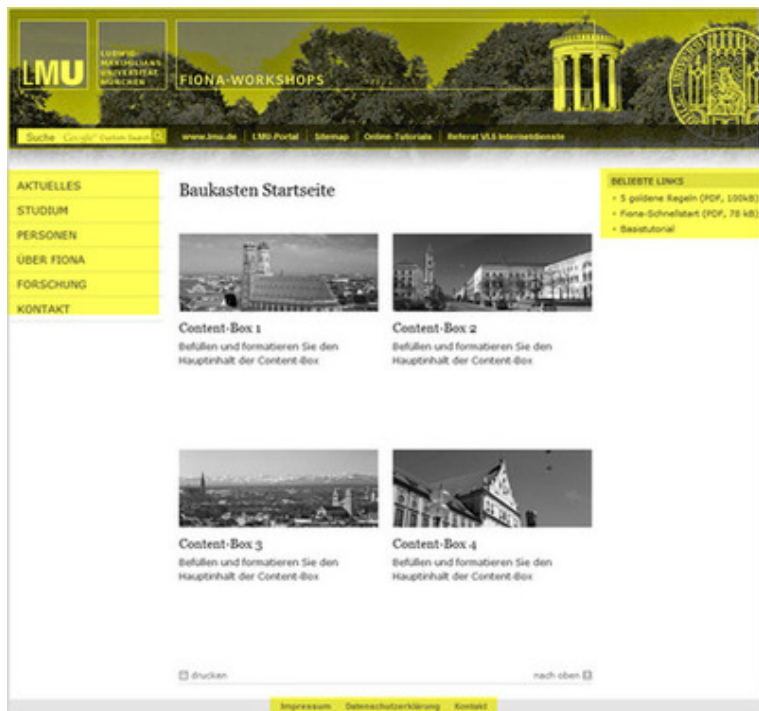 LMU
LUDWIG-
MAXIMILIANS-
UNIVERSITÄT
MÜNCHEN
FIONA-WORKSHOPS
Suche Google™ Custom Search
www.lmu.de LMU-Portal Sitemap Online-Tutorials Referat VI.5 Internetdienste
AKTUELLES
STUDIUM
PERSONEN
ÜBER FIONA
FORSCHUNG
KONTAKT
Baukasten Startseite
Content-Box 1
Befüllen und formatieren Sie den
Hauptinhalt der Content-Box
Content-Box 2
Befüllen und formatieren Sie den
Hauptinhalt der Content-Box
Content-Box 3
Befüllen und formatieren Sie den
Hauptinhalt der Content-Box
Content-Box 4
Befüllen und formatieren Sie den
Hauptinhalt der Content-Box
BELIEBTE LINKS
5 goldene Regeln (PDF, 100kB)
Fiona-Schnellstart (PDF, 78 kB)
Basistutorial
drucken nach oben
Impressum Datenschutzerklärung Kontakt